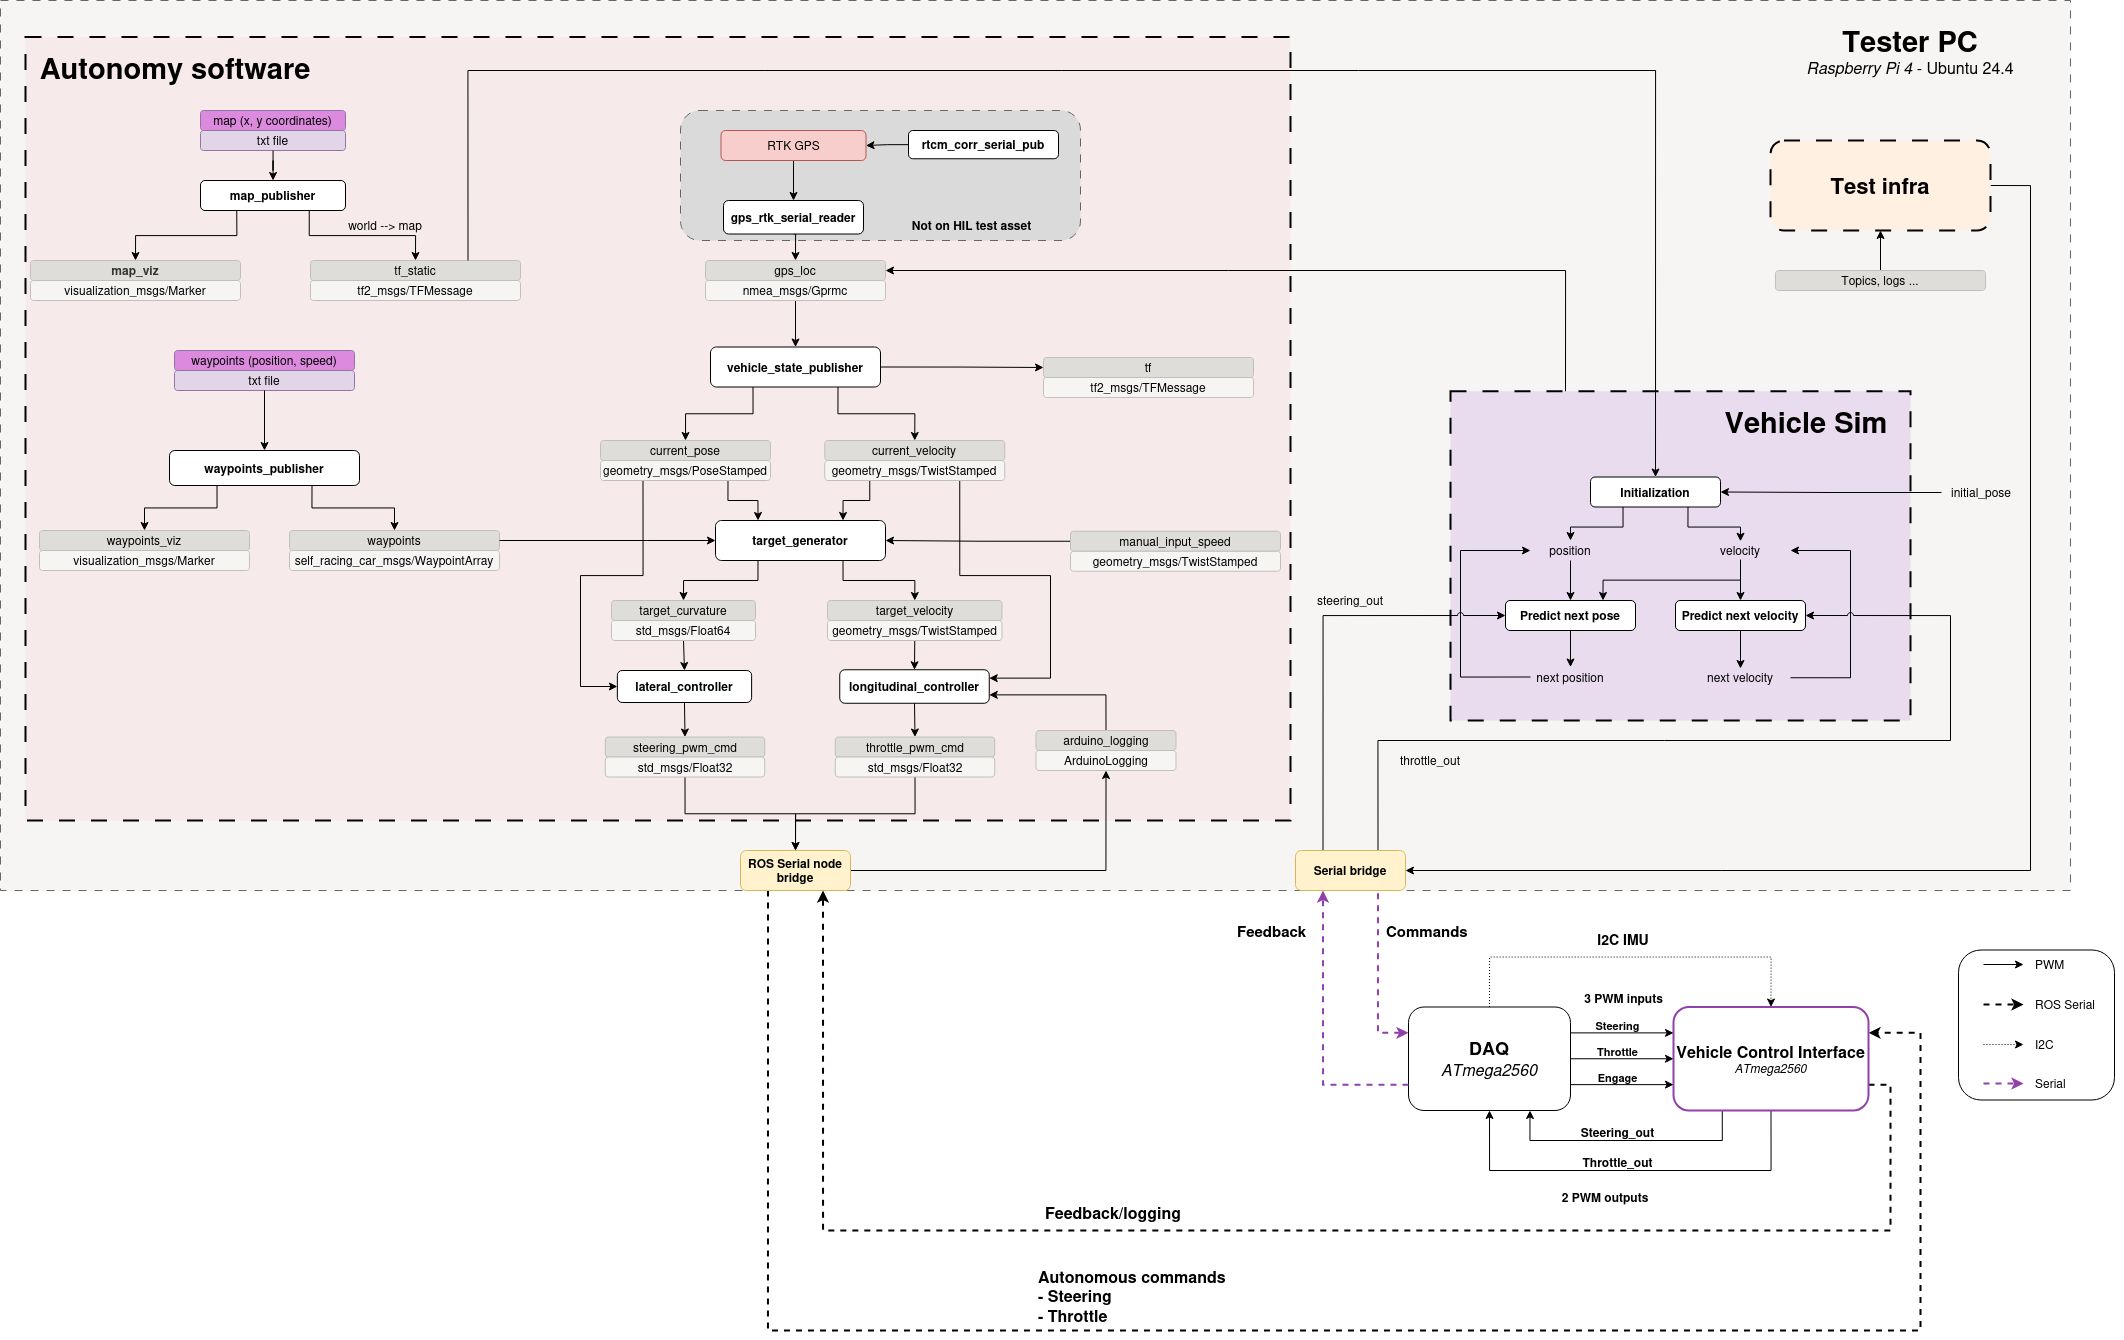 Autonomy software
Tester PC
Raspberry Pi 4 - Ubuntu 24.4
map (x, y coordinates)
txt file
map_publisher
world --> map
map_viz
visualization_msgs/Marker
tf_static
tf2_msgs/TFMessage
RTK GPS
rtcm_corr_serial_pub
gps_rtk_serial_reader
Not on HIL test asset
gps_loc
nmea_msgs/Gprmc
Test infra
Topics, logs ...
waypoints (position, speed)
txt file
waypoints_publisher
waypoints_viz
visualization_msgs/Marker
waypoints
self_racing_car_msgs/WaypointArray
vehicle_state_publisher
tf
tf2_msgs/TFMessage
current_pose
geometry_msgs/PoseStamped
current_velocity
geometry_msgs/TwistStamped
target_generator
manual_input_speed
geometry_msgs/TwistStamped
target_curvature
std_msgs/Float64
target_velocity
geometry_msgs/TwistStamped
lateral_controller
longitudinal_controller
steering_pwm_cmd
std_msgs/Float32
throttle_pwm_cmd
std_msgs/Float32
arduino_logging
ArduinoLogging
Vehicle Sim
Initialization
initial_pose
position
velocity
steering_out
Predict next pose
Predict next velocity
next position
next velocity
throttle_out
ROS Serial node
bridge
Serial bridge
Feedback
Commands
I2C IMU
3 PWM inputs
Steering
Throttle
Engage
DAQ
ATmega2560
Vehicle Control Interface
ATmega2560
Steering_out
Throttle_out
2 PWM outputs
PWM
ROS Serial
I2C
Serial
Feedback/logging
Autonomous commands
- Steering
- Throttle